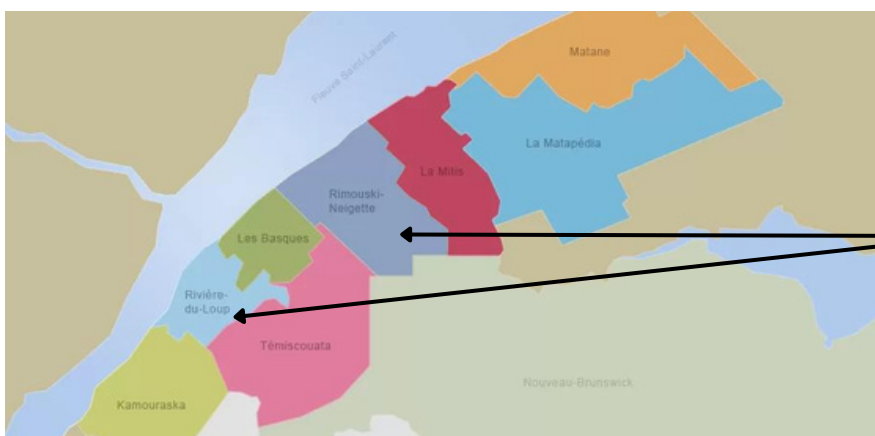 Matane
Fleuve Saint-Laurent
La Matapédia
La Mitis
Rimouski-
Neigette
Les Basques
Rivière-
du-Loup
Témiscouata
Nouveau-Brunswick
Kamouraska